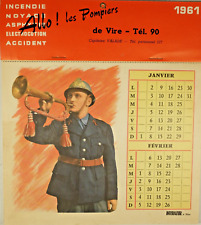 INCENDIE
NOYA
ASP
ELECTROCUTION
ACCIDENT
Allo! les Pompiers
de Vire - Tél. 90
1961
JANVIER
L 2 9 16 23 30
M 3 10 17 24 31
M 4 11 18 25
J 5 12 19 26
V 6 13 20 27
S 7 14 21 28
D 1 8 15 22 29
FÉVRIER
L 6 13 20 27
M 7 14 21 28
M 1 8 15 22
J 2 9 16 23
V 3 10 17 24
S 4 11 18 25
D 5 12 19 26